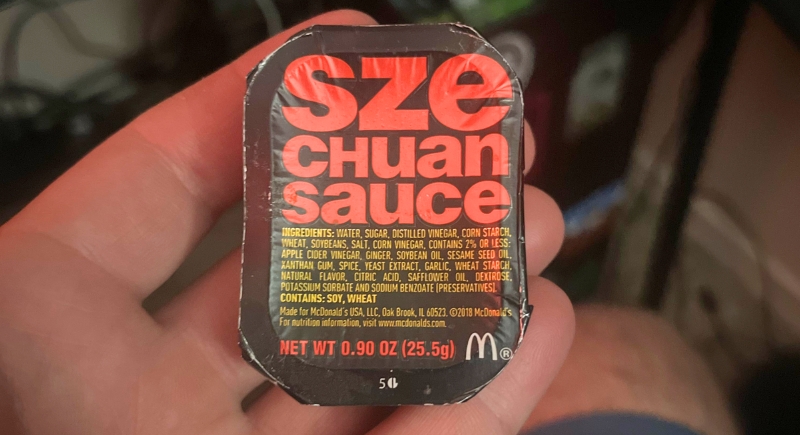 sze
CHuan
sauce
INGREDIENTS: WATER, SUGAR, DISTILLED VINEGAR, CORN STARCH,
WHEAT, SOYBEANS, SALT, CORN VINEGAR, CONTAINS 2% OR LESS:
APPLE CIDER VINEGAR, GINGER, SOYBEAN OIL, SESAME SEED OIL,
XANTHAN GUM, SPICE, YEAST EXTRACT, GARLIC, WHEAT STARCH,
NATURAL FLAVOR, CITRIC ACID, SAFFLOWER OIL, DEXTROSE,
POTASSIUM SORBATE AND SODIUM BENZOATE (PRESERVATIVES).
CONTAINS: SOY, WHEAT
Made for McDonald's USA, LLC, Oak Brook, IL 60523. ©2018 McDonald's
For nutrition information, visit www.mcdonalds.com.
NET WT 0.90 OZ (25.5g) M®
5